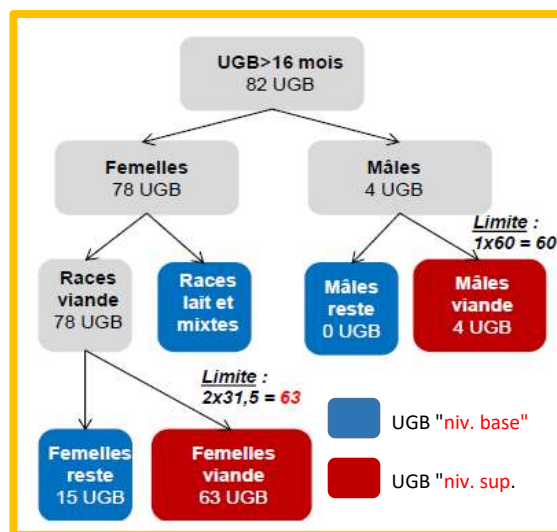 UGB>16 mois
82 UGB
Femelles
78 UGB
Mâles
4 UGB
Limite :
1x60 = 60
Races
viande
78 UGB
Races
lait et
mixtes
Mâles
reste
0 UGB
Mâles
viande
4 UGB
Limite :
2x31,5 = 63
Femelles
reste
15 UGB
Femelles
viande
63 UGB
UGB "niv. base"
UGB "niv. sup.